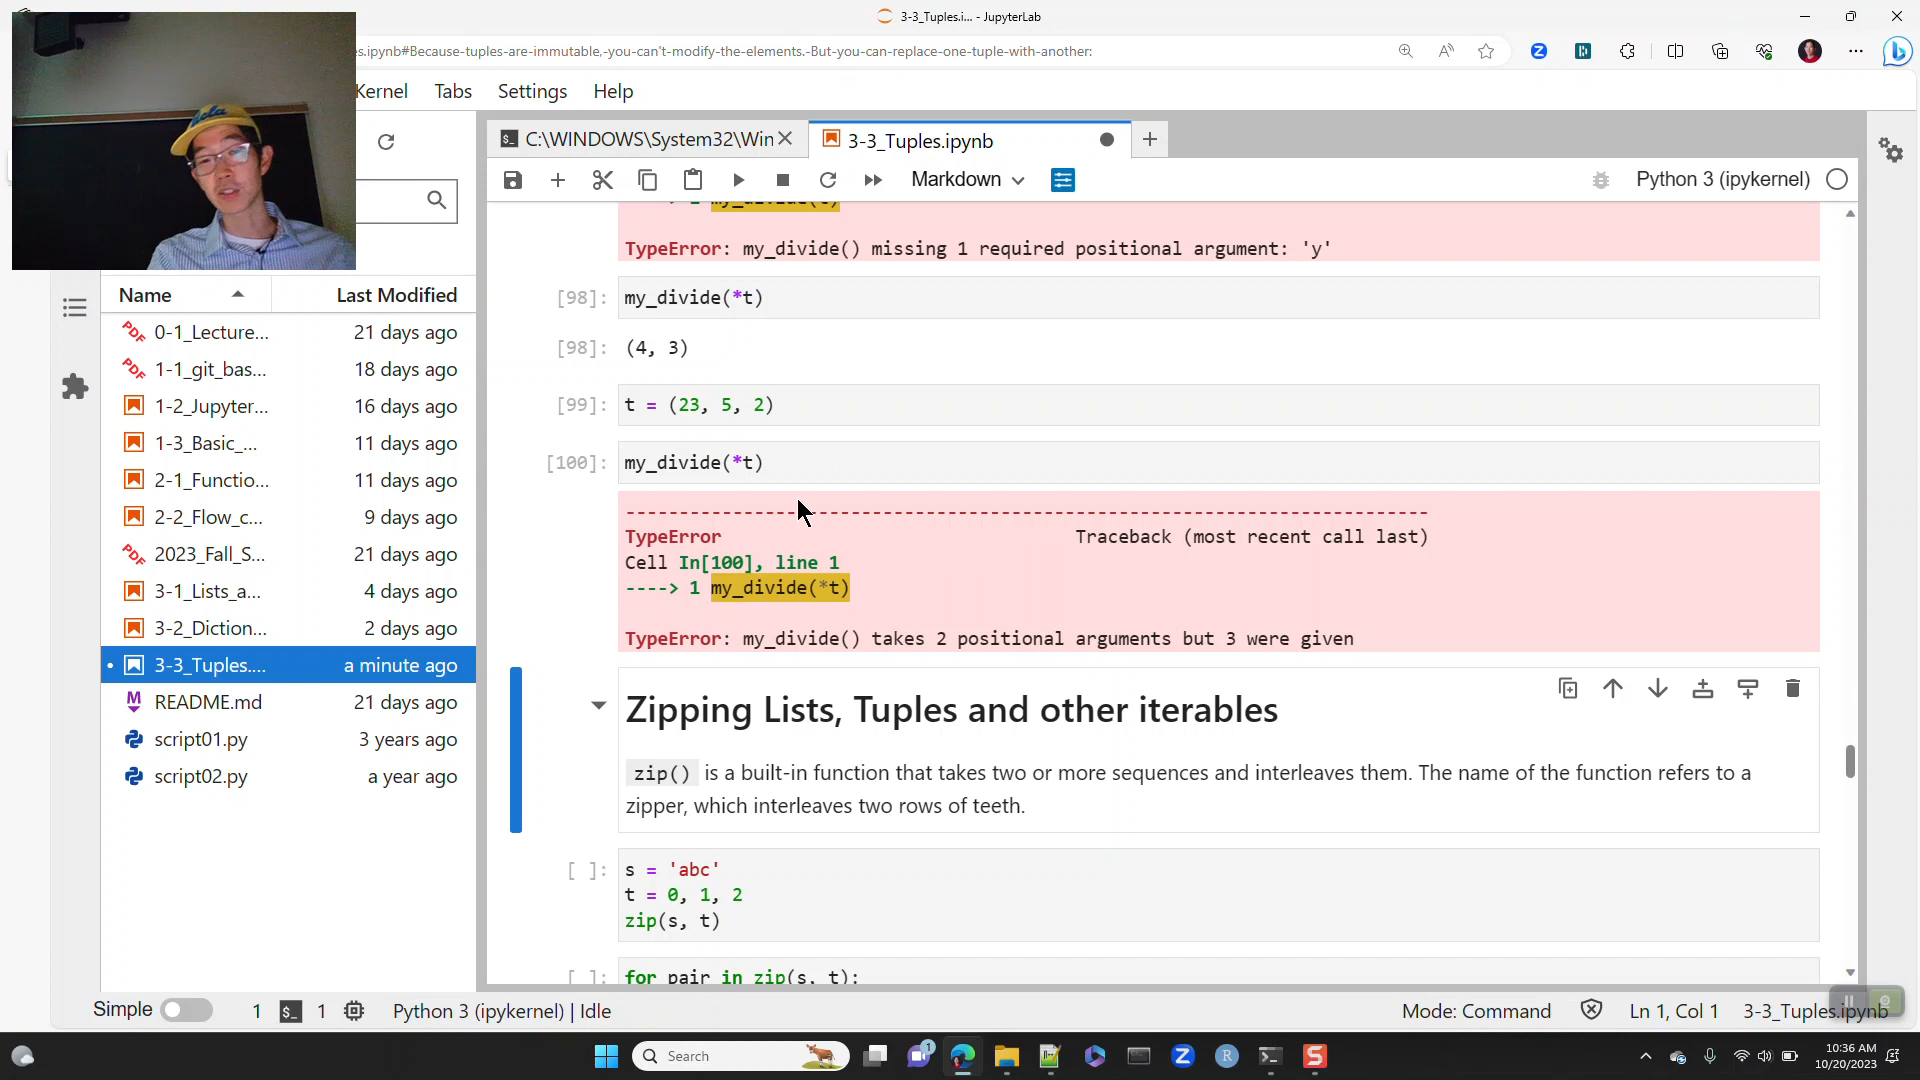 3-3_Tuples.i... - JupyterLab
es.ipynb#Because-tuples-are-immutable,-you-can't-modify-the-elements.-But-you-can-replace-one-tuple-with-another:
Kernel Tabs Settings Help
C:\WINDOWS\System32\Win
3-3_Tuples.ipynb
Markdown
Python 3 (ipykernel)
TypeError: my_divide() missing 1 required positional argument: 'y'
[98]: my_divide(*t)
[98]: (4, 3)
[99]: t = (23, 5, 2)
[100]: my_divide(*t)
---------------------------------------------------------------------------
TypeError Traceback (most recent call last)
Cell In[100], line 1
----> 1 my_divide(*t)
TypeError: my_divide() takes 2 positional arguments but 3 were given
Zipping Lists, Tuples and other iterables
zip() is a built-in function that takes two or more sequences and interleaves them. The name of the function refers to a
zipper, which interleaves two rows of teeth.
[ ]: s = 'abc'
t = 0, 1, 2
zip(s, t)
[ ]: for pair in zip(s, t):
Name Last Modified
0-1_Lecture... 21 days ago
1-1_git_bas... 18 days ago
1-2_Jupyter... 16 days ago
1-3_Basic_... 11 days ago
2-1_Functio... 11 days ago
2-2_Flow_c... 9 days ago
2023_Fall_S... 21 days ago
3-1_Lists_a... 4 days ago
3-2_Diction... 2 days ago
3-3_Tuples.... a minute ago
README.md 21 days ago
script01.py 3 years ago
script02.py a year ago
Simple 1 1 Python 3 (ipykernel) | Idle
Mode: Command Ln 1, Col 1 3-3_Tuples.ipynb
Search
10:36 AM
10/20/2023